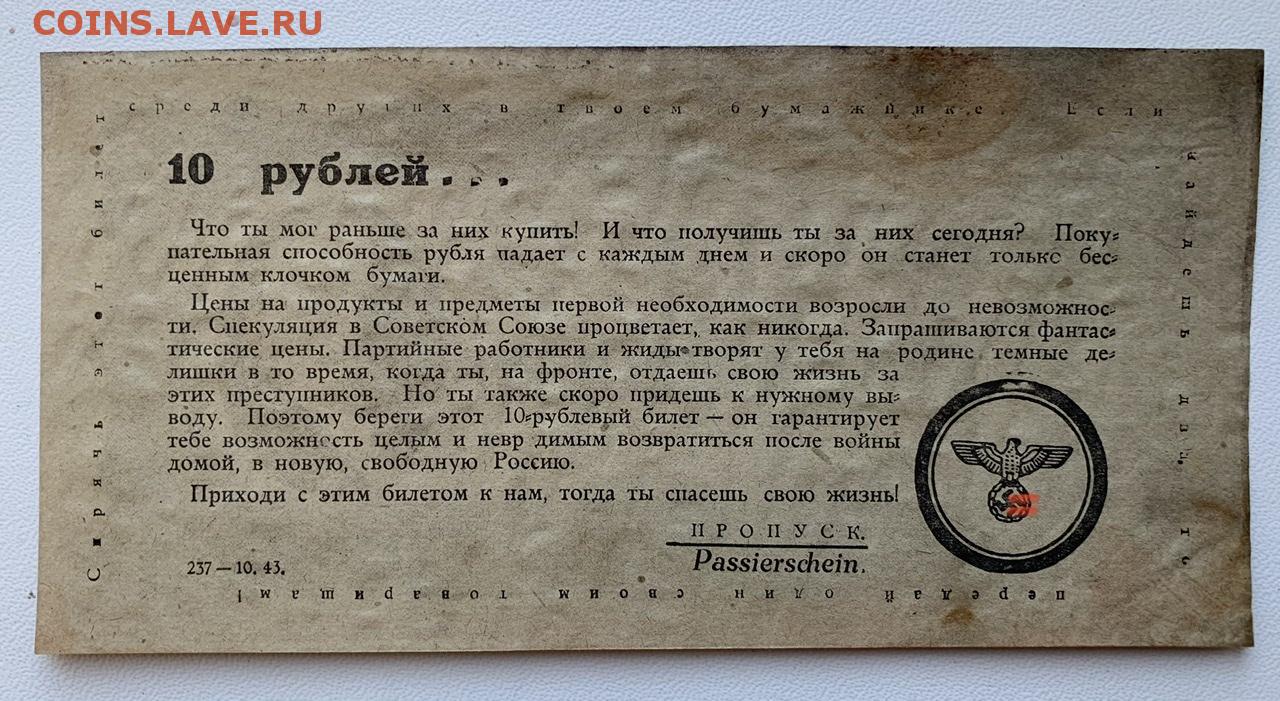 COINS.LAVE.RU
Спрячь этот билет
среди других в твоем бумажнике. Если
найдешь два, то
передай один своим товарищам!
10 рублей...
Что ты мог раньше за них купить! И что получишь ты за них сегодня? Поку⸗
пательная способность рубля падает с каждым днем и скоро он станет только бес⸗
ценным клочком бумаги.
Цены на продукты и предметы первой необходимости возросли до невозможнос⸗
ти. Спекуляция в Советском Союзе процветает, как никогда. Запрашиваются фантас⸗
тические цены. Партийные работники и жиды творят у тебя на родине темные де⸗
лишки в то время, когда ты, на фронте, отдаешь свою жизнь за
этих преступников. Но ты также скоро придешь к нужному вы⸗
воду. Поэтому береги этот 10⸗рублевый билет — он гарантирует
тебе возможность целым и невр димым возвратиться после войны
домой, в новую, свободную Россию.
Приходи с этим билетом к нам, тогда ты спасешь свою жизнь!
ПРОПУСК.
Passierschein.
237 — 10. 43.